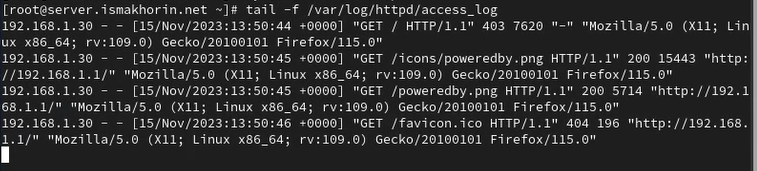 [root@server.ismakhorin.net ~]# tail -f /var/log/httpd/access_log
192.168.1.30 - - [15/Nov/2023:13:50:44 +0000] "GET / HTTP/1.1" 403 7620 "-" "Mozilla/5.0 (X11; Lin
ux x86_64; rv:109.0) Gecko/20100101 Firefox/115.0"
192.168.1.30 - - [15/Nov/2023:13:50:45 +0000] "GET /icons/poweredby.png HTTP/1.1" 200 15443 "http:
//192.168.1.1/" "Mozilla/5.0 (X11; Linux x86_64; rv:109.0) Gecko/20100101 Firefox/115.0"
192.168.1.30 - - [15/Nov/2023:13:50:45 +0000] "GET /poweredby.png HTTP/1.1" 200 5714 "http://192.1
68.1.1/" "Mozilla/5.0 (X11; Linux x86_64; rv:109.0) Gecko/20100101 Firefox/115.0"
192.168.1.30 - - [15/Nov/2023:13:50:46 +0000] "GET /favicon.ico HTTP/1.1" 404 196 "http://192.168.
1.1/" "Mozilla/5.0 (X11; Linux x86_64; rv:109.0) Gecko/20100101 Firefox/115.0"